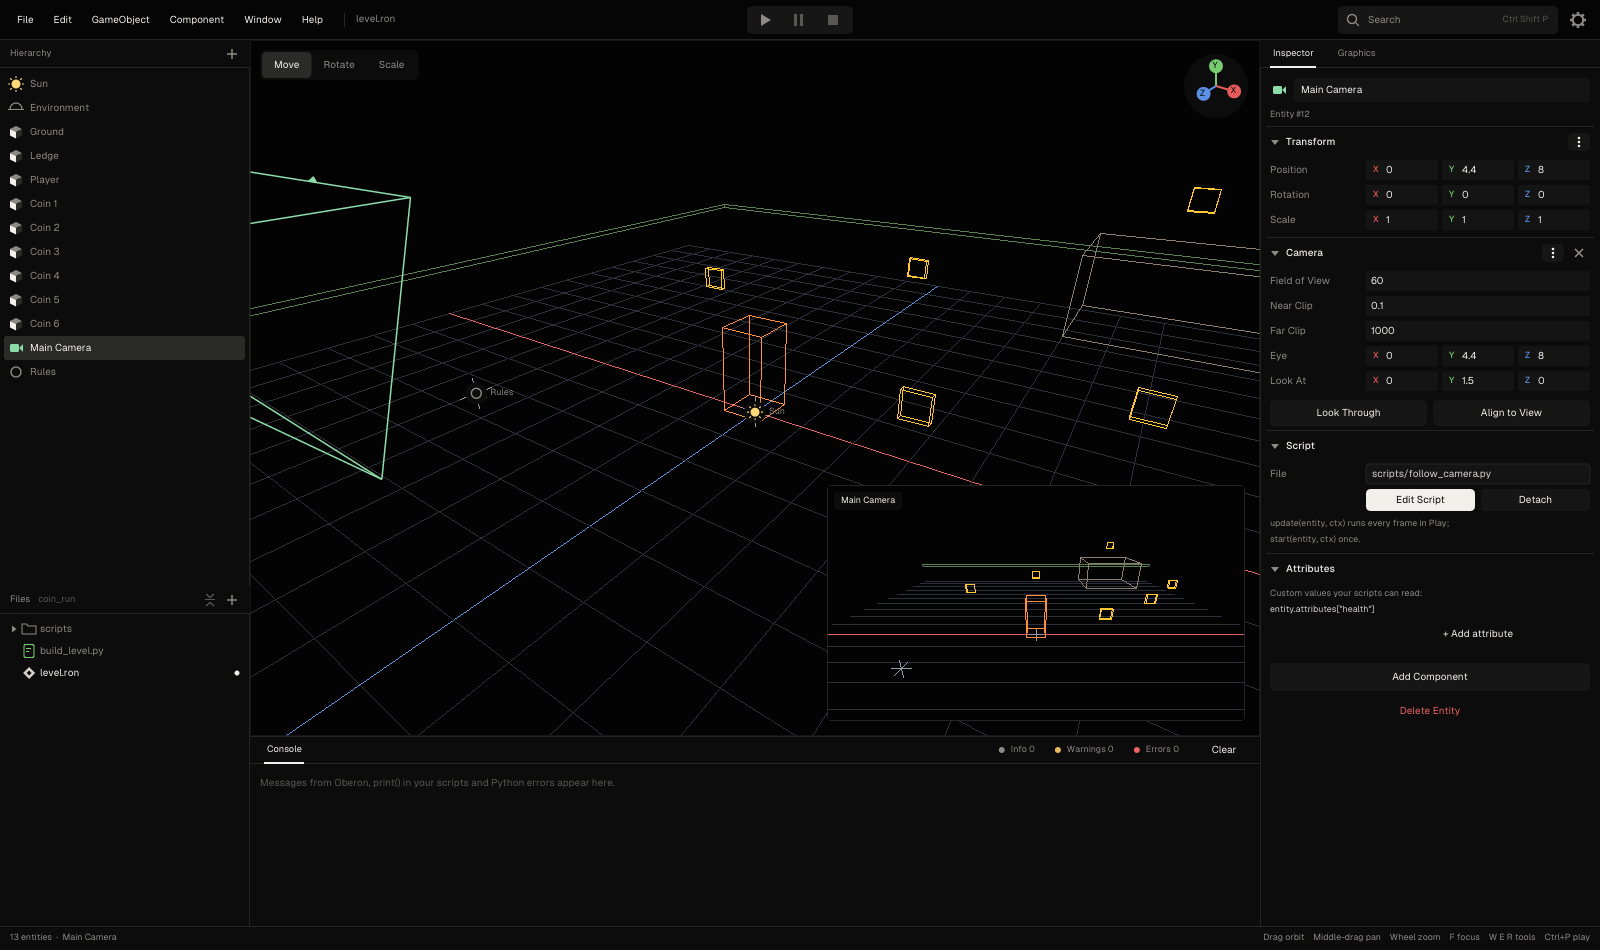 File Edit GameObject Component Window Help level.ron
Search Ctrl Shift P
Hierarchy
Sun
Environment
Ground
Ledge
Player
Coin 1
Coin 2
Coin 3
Coin 4
Coin 5
Coin 6
Main Camera
Rules
Files coin_run
scripts
build_level.py
level.ron
Move Rotate Scale
Y
X
Z
Rules
Sun
Main Camera
Console
Info 0 Warnings 0 Errors 0 Clear
Messages from Oberon, print() in your scripts and Python errors appear here.
Inspector Graphics
Main Camera
Entity #12
Transform
Position X 0 Y 4.4 Z 8
Rotation X 0 Y 0 Z 0
Scale X 1 Y 1 Z 1
Camera
Field of View 60
Near Clip 0.1
Far Clip 1000
Eye X 0 Y 4.4 Z 8
Look At X 0 Y 1.5 Z 0
Look Through Align to View
Script
File scripts/follow_camera.py
Edit Script Detach
update(entity, ctx) runs every frame in Play;
start(entity, ctx) once.
Attributes
Custom values your scripts can read:
entity.attributes["health"]
+ Add attribute
Add Component
Delete Entity
13 entities · Main Camera
Drag orbit Middle-drag pan Wheel zoom F focus W E R tools Ctrl+P play